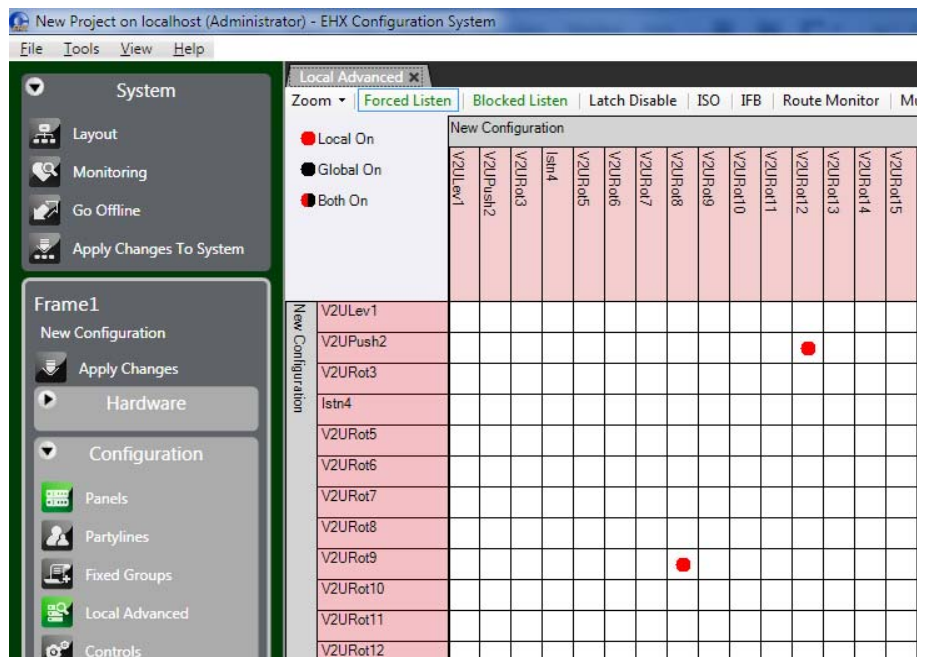 New Project on localhost (Administrator) - EHX Configuration System
File Tools View Help
System
Layout
Monitoring
Go Offline
Apply Changes To System
Frame1
New Configuration
Apply Changes
Hardware
Configuration
Panels
Partylines
Fixed Groups
Local Advanced
Controls
Local Advanced
Zoom Forced Listen Blocked Listen Latch Disable ISO IFB Route Monitor
Local On
Global On
Both On
New Configuration
V2ULev1
V2UPush2
V2URot3
Istn4
V2URot5
V2URot6
V2URot7
V2URot8
V2URot9
V2URot10
V2URot11
V2URot12
V2URot13
V2URot14
V2URot15
New Configuration
V2ULev1
V2UPush2
V2URot3
Istn4
V2URot5
V2URot6
V2URot7
V2URot8
V2URot9
V2URot10
V2URot11
V2URot12